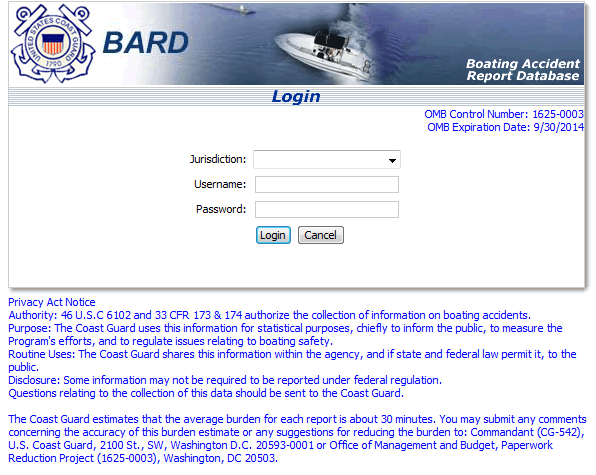 UNITED STATES COAST GUARD
1790
BARD
Boating Accident
Report Database
Login
OMB Control Number: 1625-0003
OMB Expiration Date: 9/30/2014
Jurisdiction:
Username:
Password:
Login Cancel
Privacy Act Notice
Authority: 46 U.S.C 6102 and 33 CFR 173 & 174 authorize the collection of information on boating accidents.
Purpose: The Coast Guard uses this information for statistical purposes, chiefly to inform the public, to measure the
Program's efforts, and to regulate issues relating to boating safety.
Routine Uses: The Coast Guard shares this information within the agency, and if state and federal law permit it, to the
public.
Disclosure: Some information may not be required to be reported under federal regulation.
Questions relating to the collection of this data should be sent to the Coast Guard.
The Coast Guard estimates that the average burden for each report is about 30 minutes. You may submit any comments
concerning the accuracy of this burden estimate or any suggestions for reducing the burden to: Commandant (CG-542),
U.S. Coast Guard, 2100 St., SW, Washington D.C. 20593-0001 or Office of Management and Budget, Paperwork
Reduction Project (1625-0003), Washington, DC 20503.